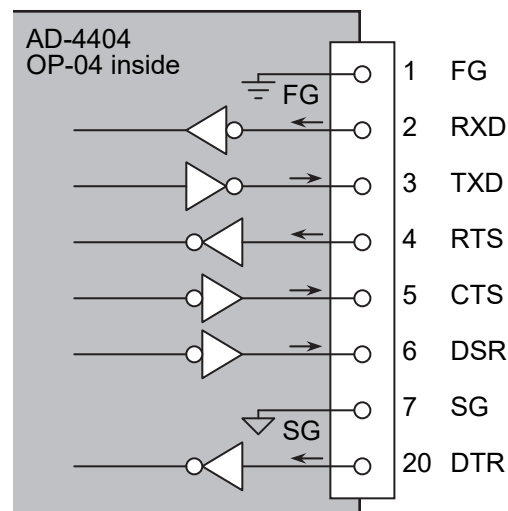 AD-4404
OP-04 inside
1 FG
FG
2 RXD
3 TXD
4 RTS
5 CTS
6 DSR
7 SG
SG
20 DTR